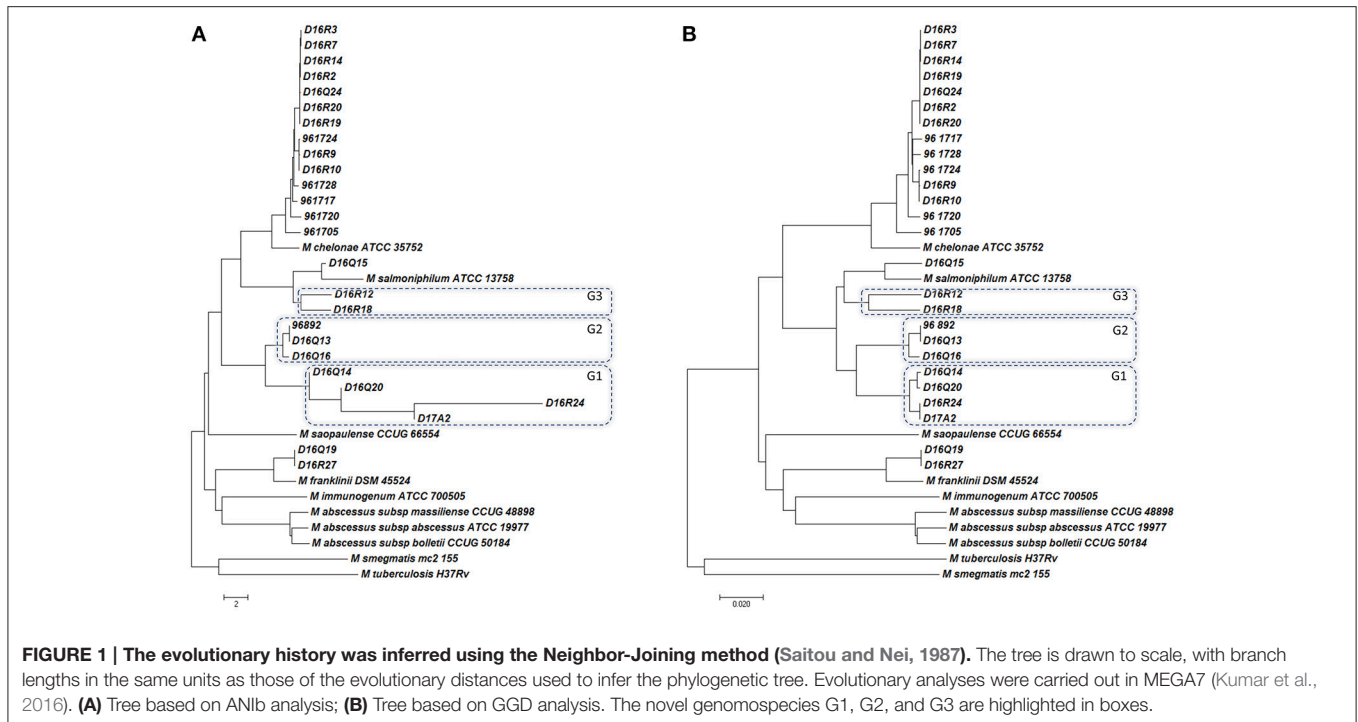 A
D16R3
D16R7
D16R14
D16R2
D16Q24
D16R20
D16R19
961724
D16R9
D16R10
961728
961717
961720
961705
M chelonae ATCC 35752
D16Q15
M salmoniphilum ATCC 13758
D16R12
G3
D16R18
96892
G2
D16Q13
D16Q16
D16Q14
G1
D16Q20
D16R24
D17A2
M saopaulense CCUG 66554
D16Q19
D16R27
M franklinii DSM 45524
M immunogenum ATCC 700505
M abscessus subsp massiliense CCUG 48898
M abscessus subsp abscessus ATCC 19977
M abscessus subsp bolletii CCUG 50184
M smegmatis mc2 155
M tuberculosis H37Rv
2
B
D16R3
D16R7
D16R14
D16R19
D16Q24
D16R2
D16R20
96 1717
96 1728
96 1724
D16R9
D16R10
96 1720
96 1705
M chelonae ATCC 35752
D16Q15
M salmoniphilum ATCC 13758
D16R12
G3
D16R18
96 892
G2
D16Q13
D16Q16
D16Q14
G1
D16Q20
D16R24
D17A2
M saopaulense CCUG 66554
D16Q19
D16R27
M franklinii DSM 45524
M immunogenum ATCC 700505
M abscessus subsp massiliense CCUG 48898
M abscessus subsp abscessus ATCC 19977
M abscessus subsp bolletii CCUG 50184
M tuberculosis H37Rv
M smegmatis mc2 155
0.020
FIGURE 1 | The evolutionary history was inferred using the Neighbor-Joining method (Saitou and Nei, 1987). The tree is drawn to scale, with branch
lengths in the same units as those of the evolutionary distances used to infer the phylogenetic tree. Evolutionary analyses were carried out in MEGA7 (Kumar et al.,
2016). (A) Tree based on ANIb analysis; (B) Tree based on GGD analysis. The novel genomospecies G1, G2, and G3 are highlighted in boxes.